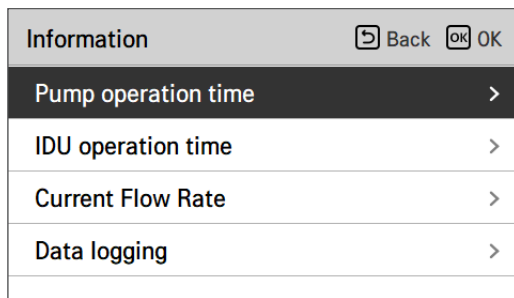 Information Back OK OK
Pump operation time
IDU operation time
Current Flow Rate
Data logging